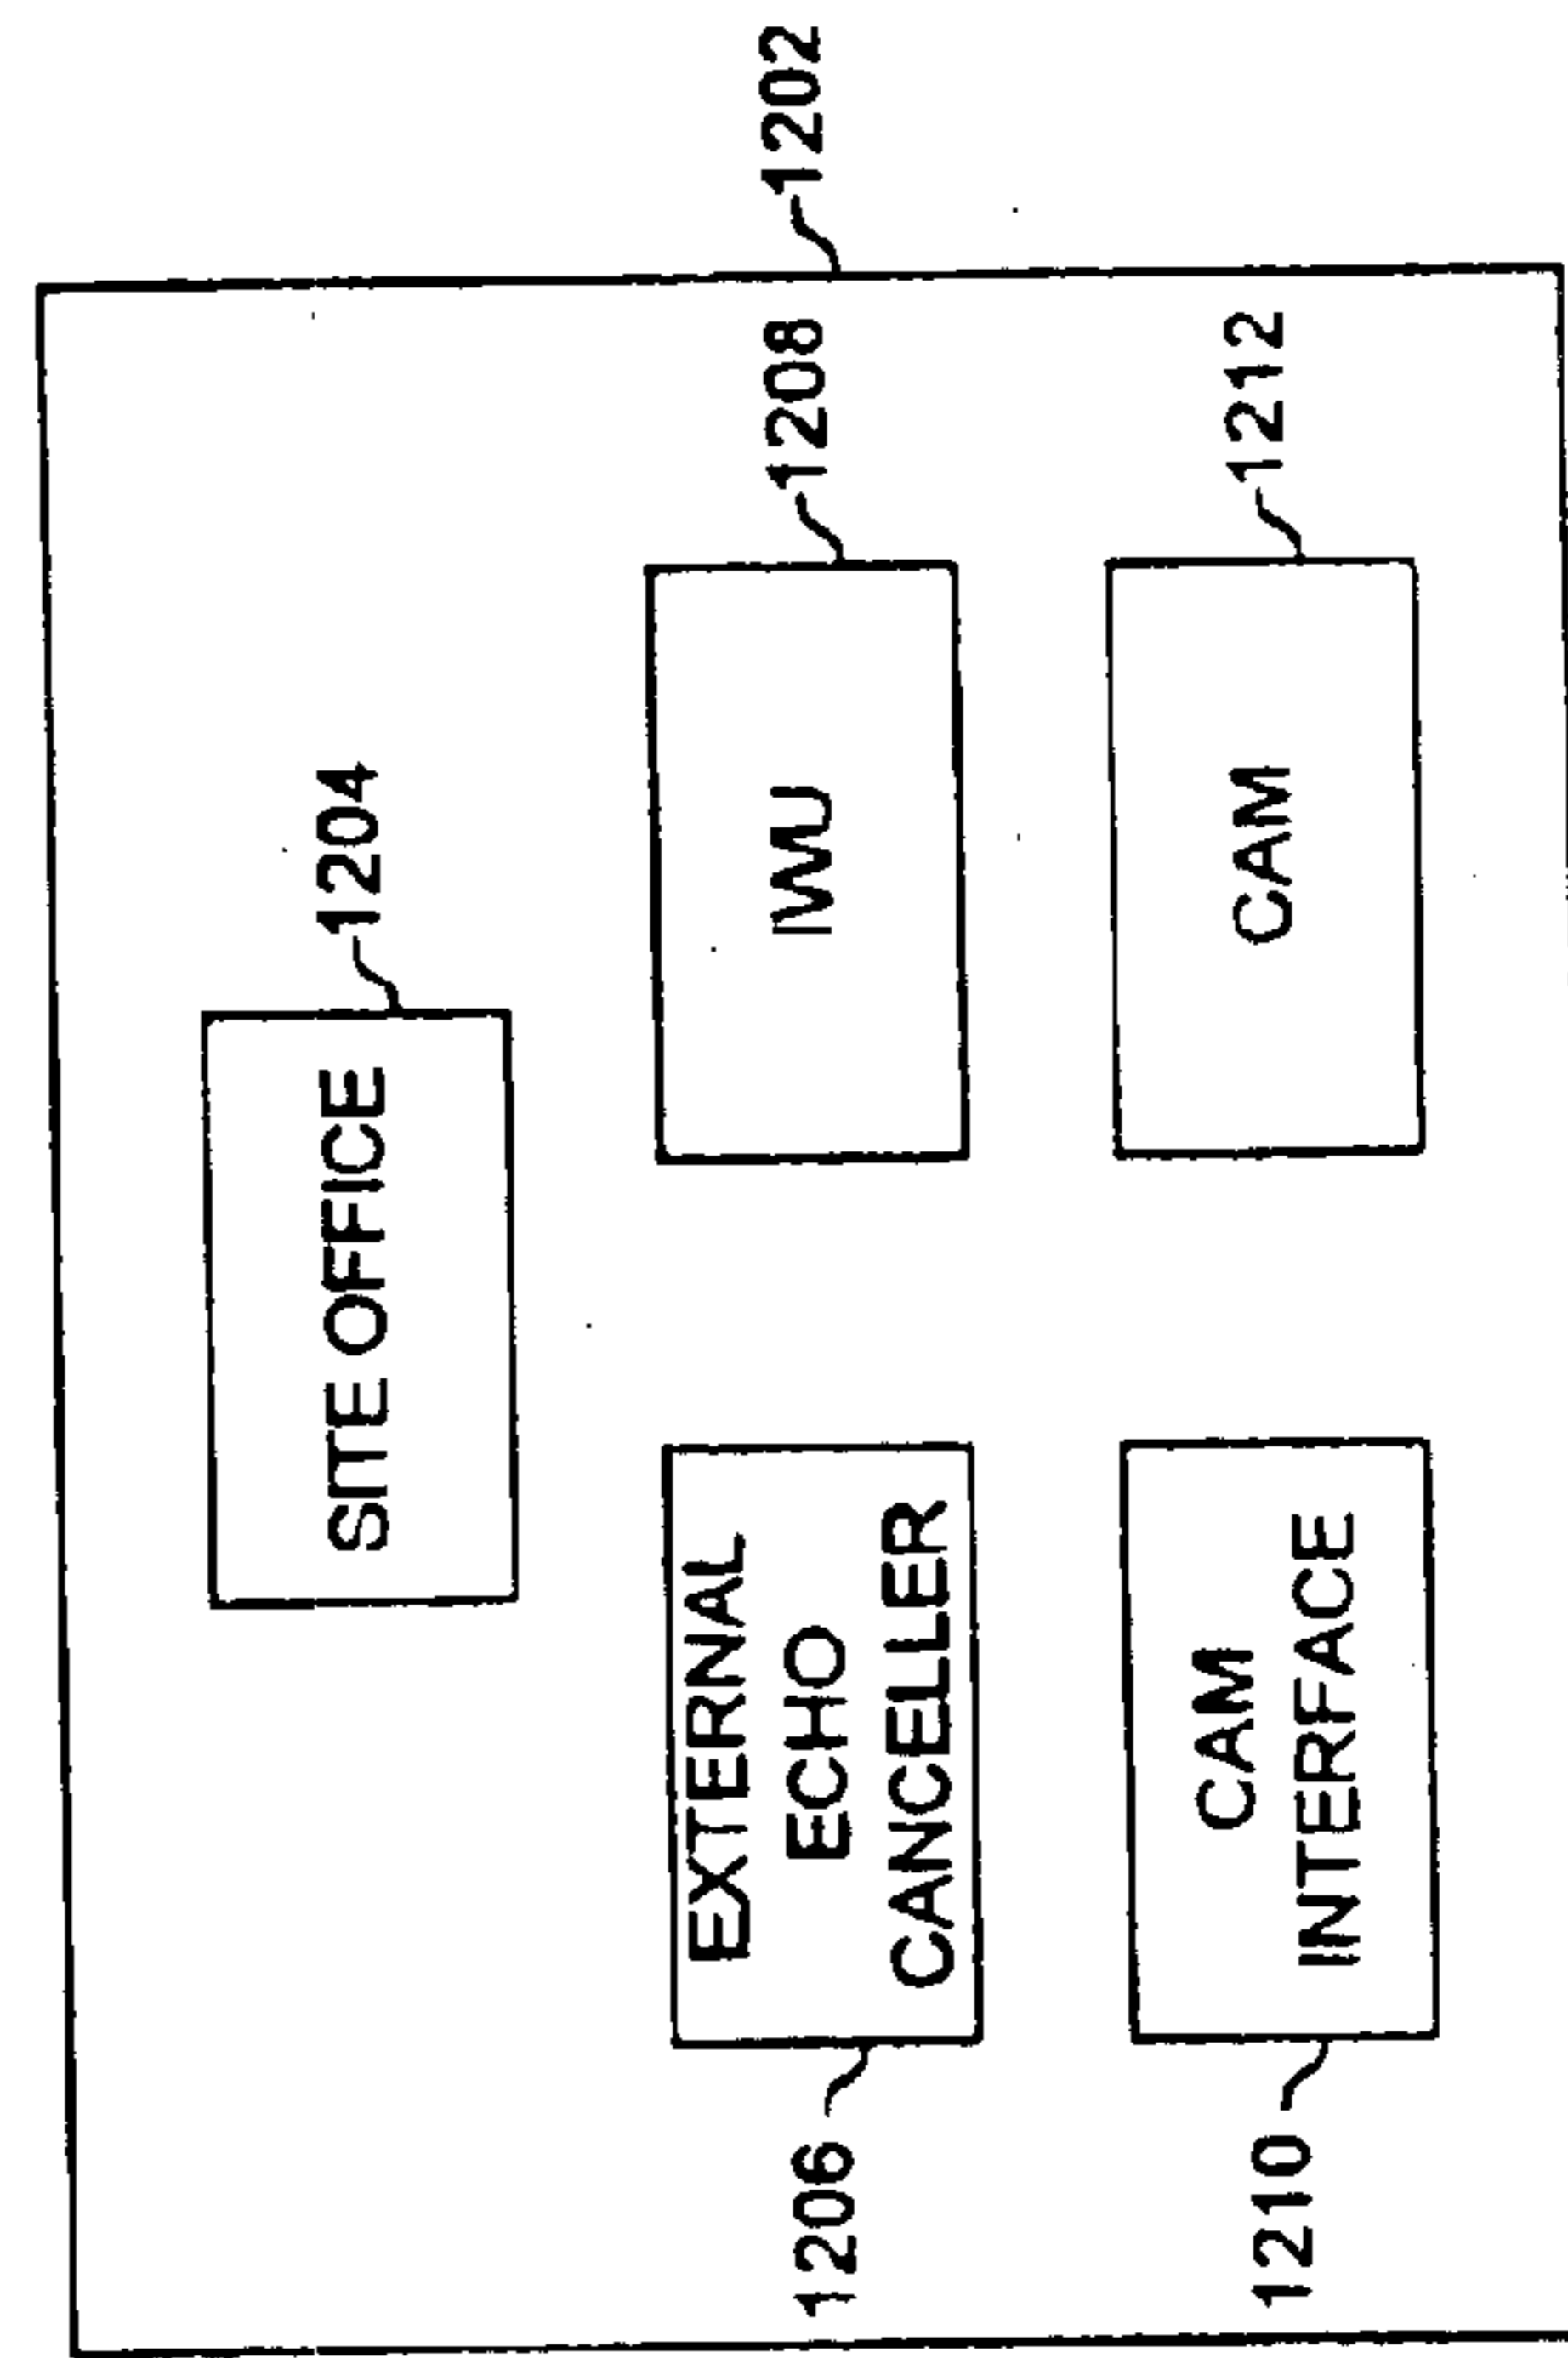 1202
SITE OFFICE
1204
EXTERNAL
ECHO
CANCELLER
1206
IWU
1208
CAM
INTERFACE
1210
CAM
1212